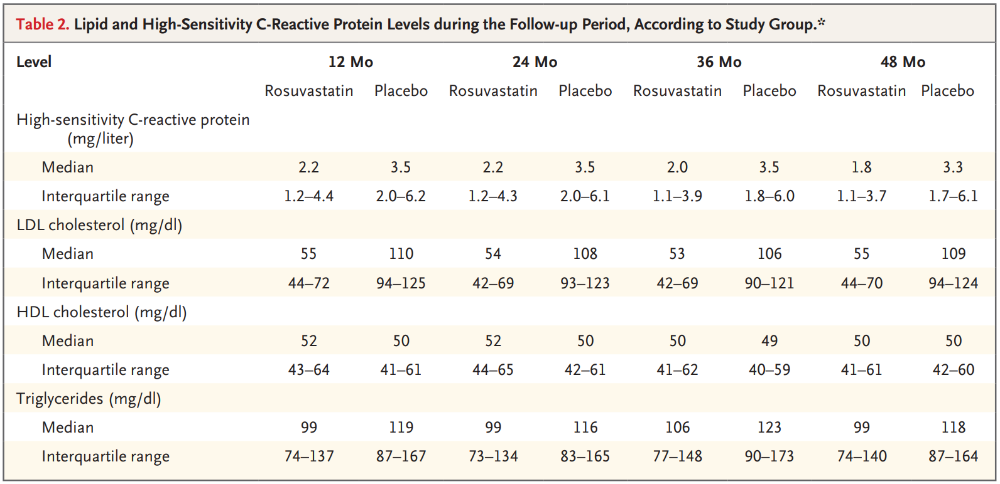 Table 2. Lipid and High-Sensitivity C-Reactive Protein Levels during the Follow-up Period, According to Study Group.*
Level 12 Mo 24 Mo 36 Mo 48 Mo
Rosuvastatin Placebo Rosuvastatin Placebo Rosuvastatin Placebo Rosuvastatin Placebo
High-sensitivity C-reactive protein
(mg/liter)
Median 2.2 3.5 2.2 3.5 2.0 3.5 1.8 3.3
Interquartile range 1.2–4.4 2.0–6.2 1.2–4.3 2.0–6.1 1.1–3.9 1.8–6.0 1.1–3.7 1.7–6.1
LDL cholesterol (mg/dl)
Median 55 110 54 108 53 106 55 109
Interquartile range 44–72 94–125 42–69 93–123 42–69 90–121 44–70 94–124
HDL cholesterol (mg/dl)
Median 52 50 52 50 50 49 50 50
Interquartile range 43–64 41–61 44–65 42–61 41–62 40–59 41–61 42–60
Triglycerides (mg/dl)
Median 99 119 99 116 106 123 99 118
Interquartile range 74–137 87–167 73–134 83–165 77–148 90–173 74–140 87–164